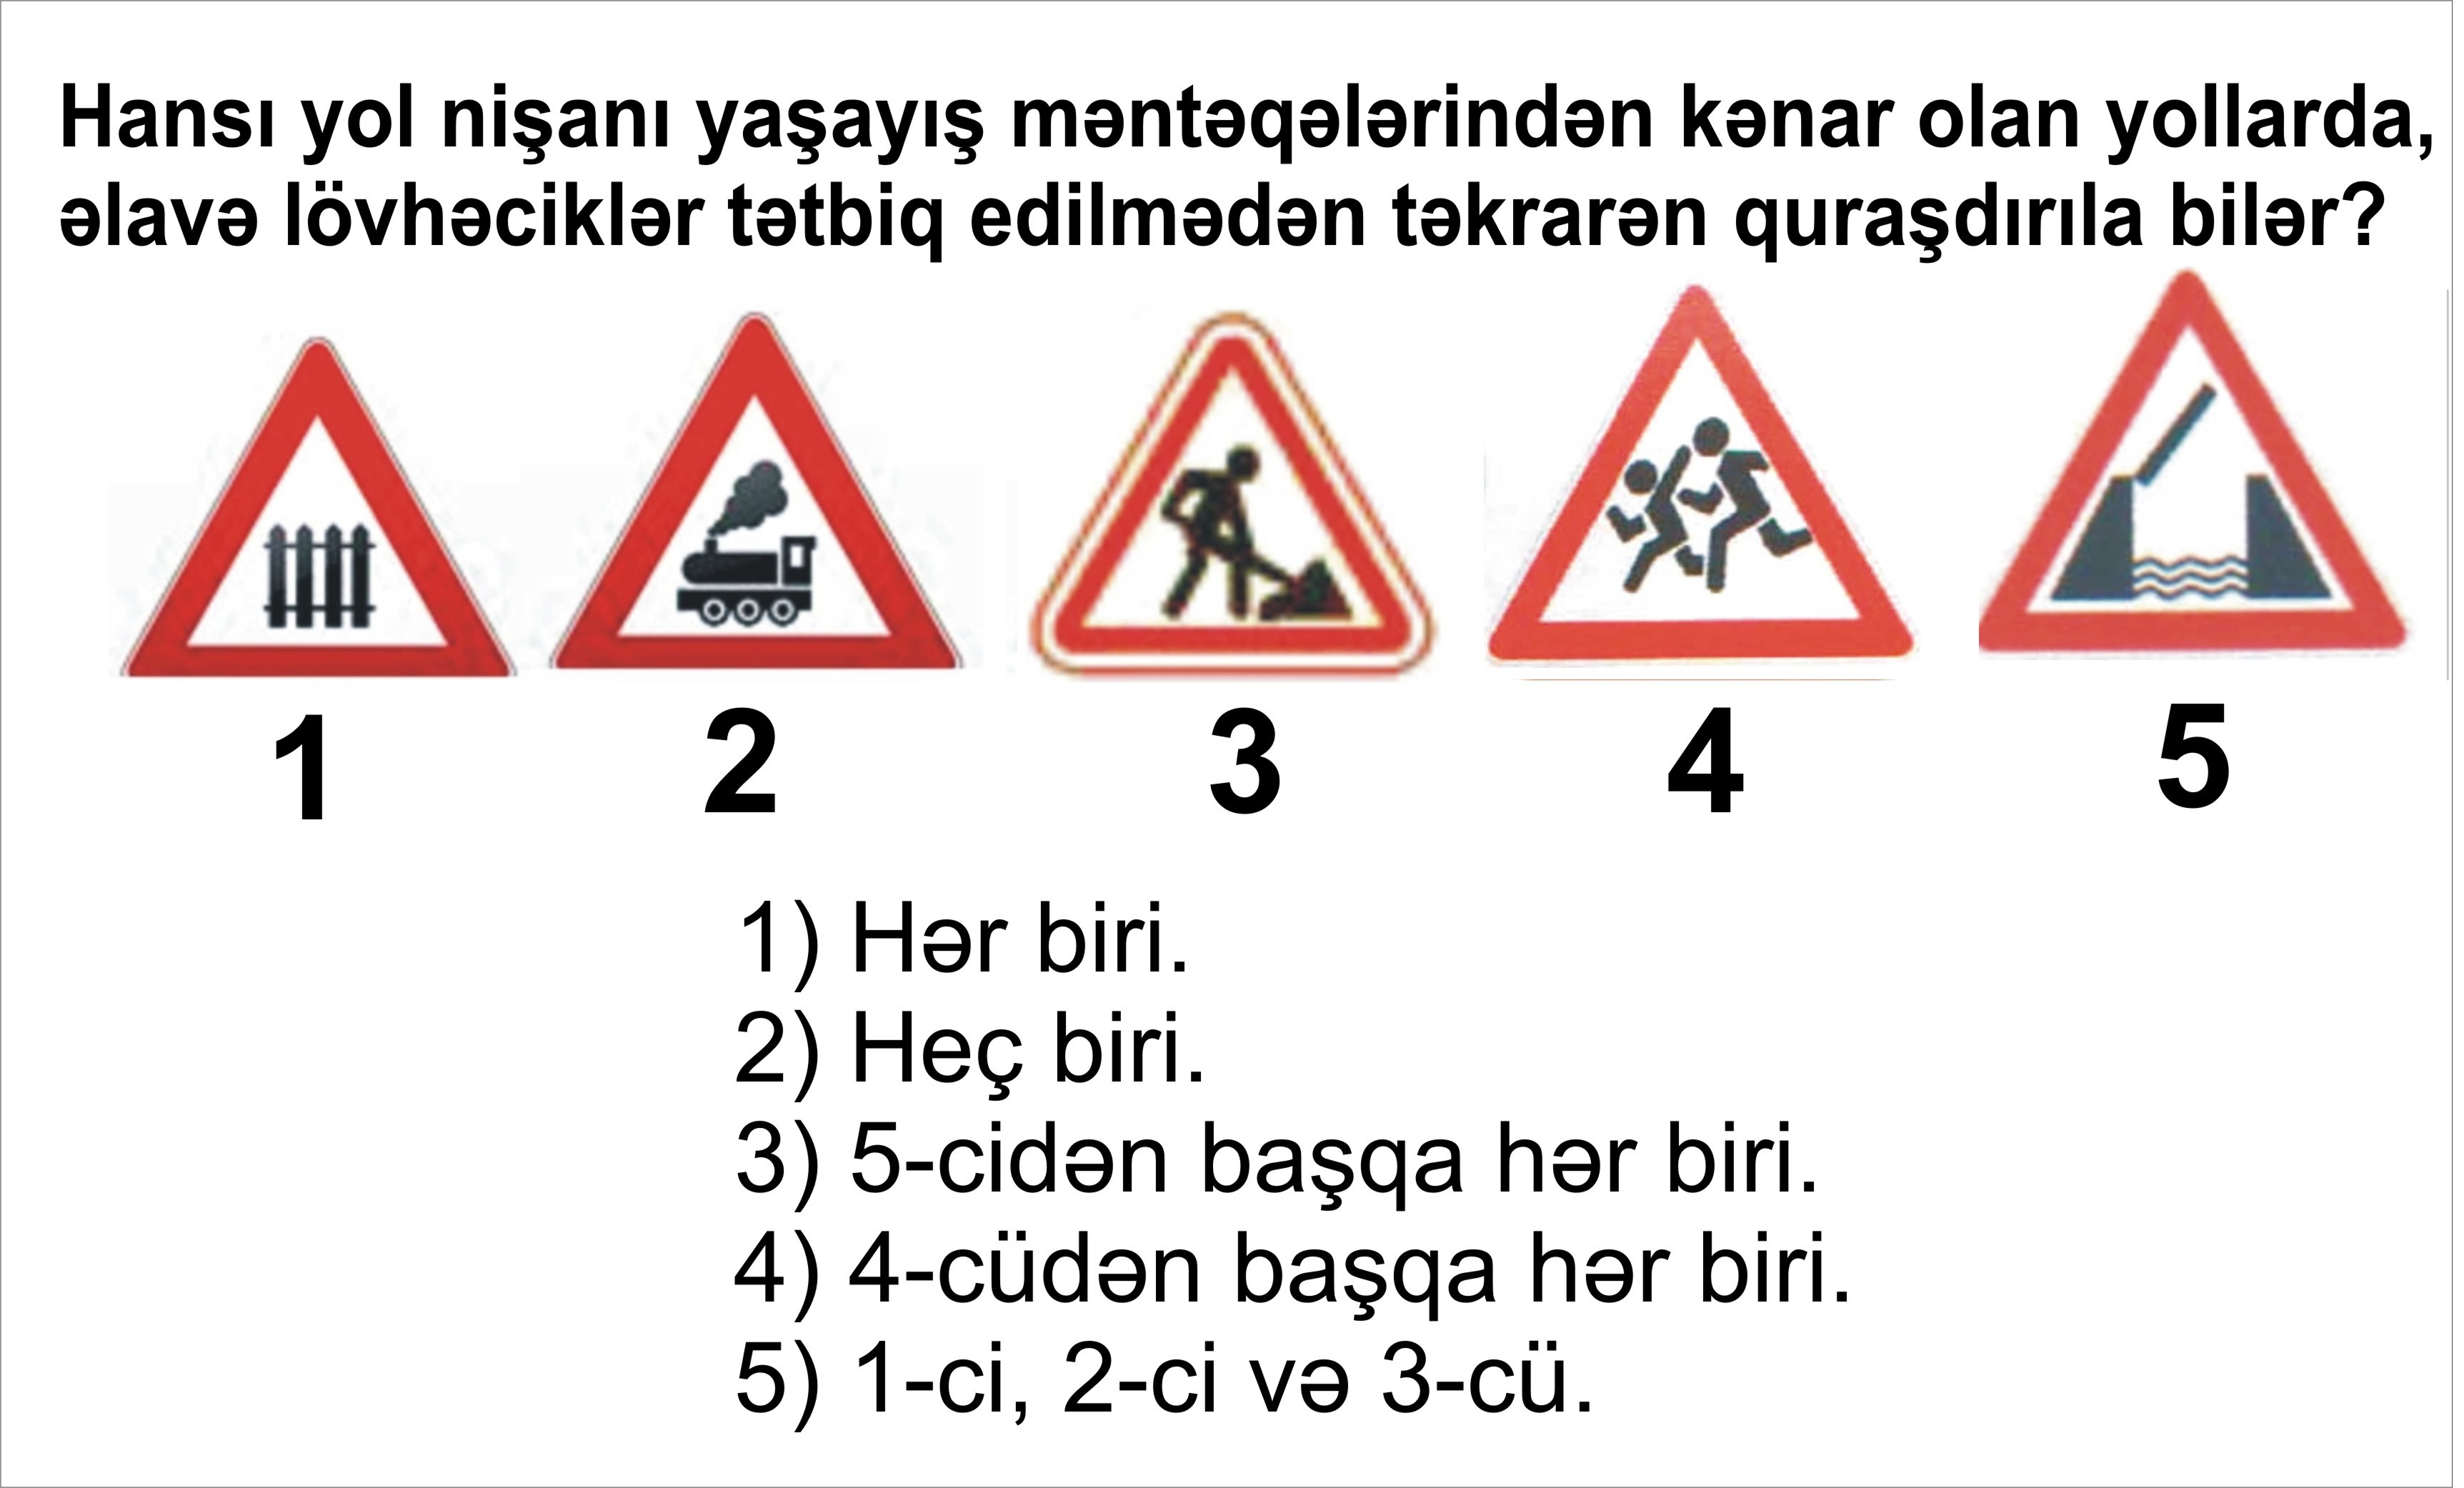 Hansı yol nişanı yaşayış məntəqələrindən kənar olan yollarda,
əlavə lövhəciklər tətbiq edilmədən təkrarən quraşdırıla bilər?
1 2 3 4 5
1) Hər biri.
2) Heç biri.
3) 5-cidən başqa hər biri.
4) 4-cüdən başqa hər biri.
5) 1-ci, 2-ci və 3-cü.